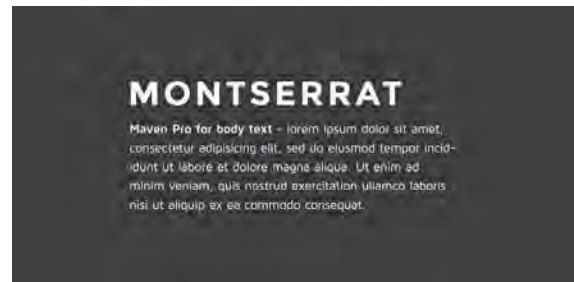 MONTSERRAT
Maven Pro for body text - lorem ipsum dolor sit amet,
consectetur adipisicing elit, sed do eiusmod tempor incid-
idunt ut labore et dolore magna aliqua. Ut enim ad
minim veniam, quis nostrud exercitation ullamco laboris
nisi ut aliquip ex ea commodo consequat.